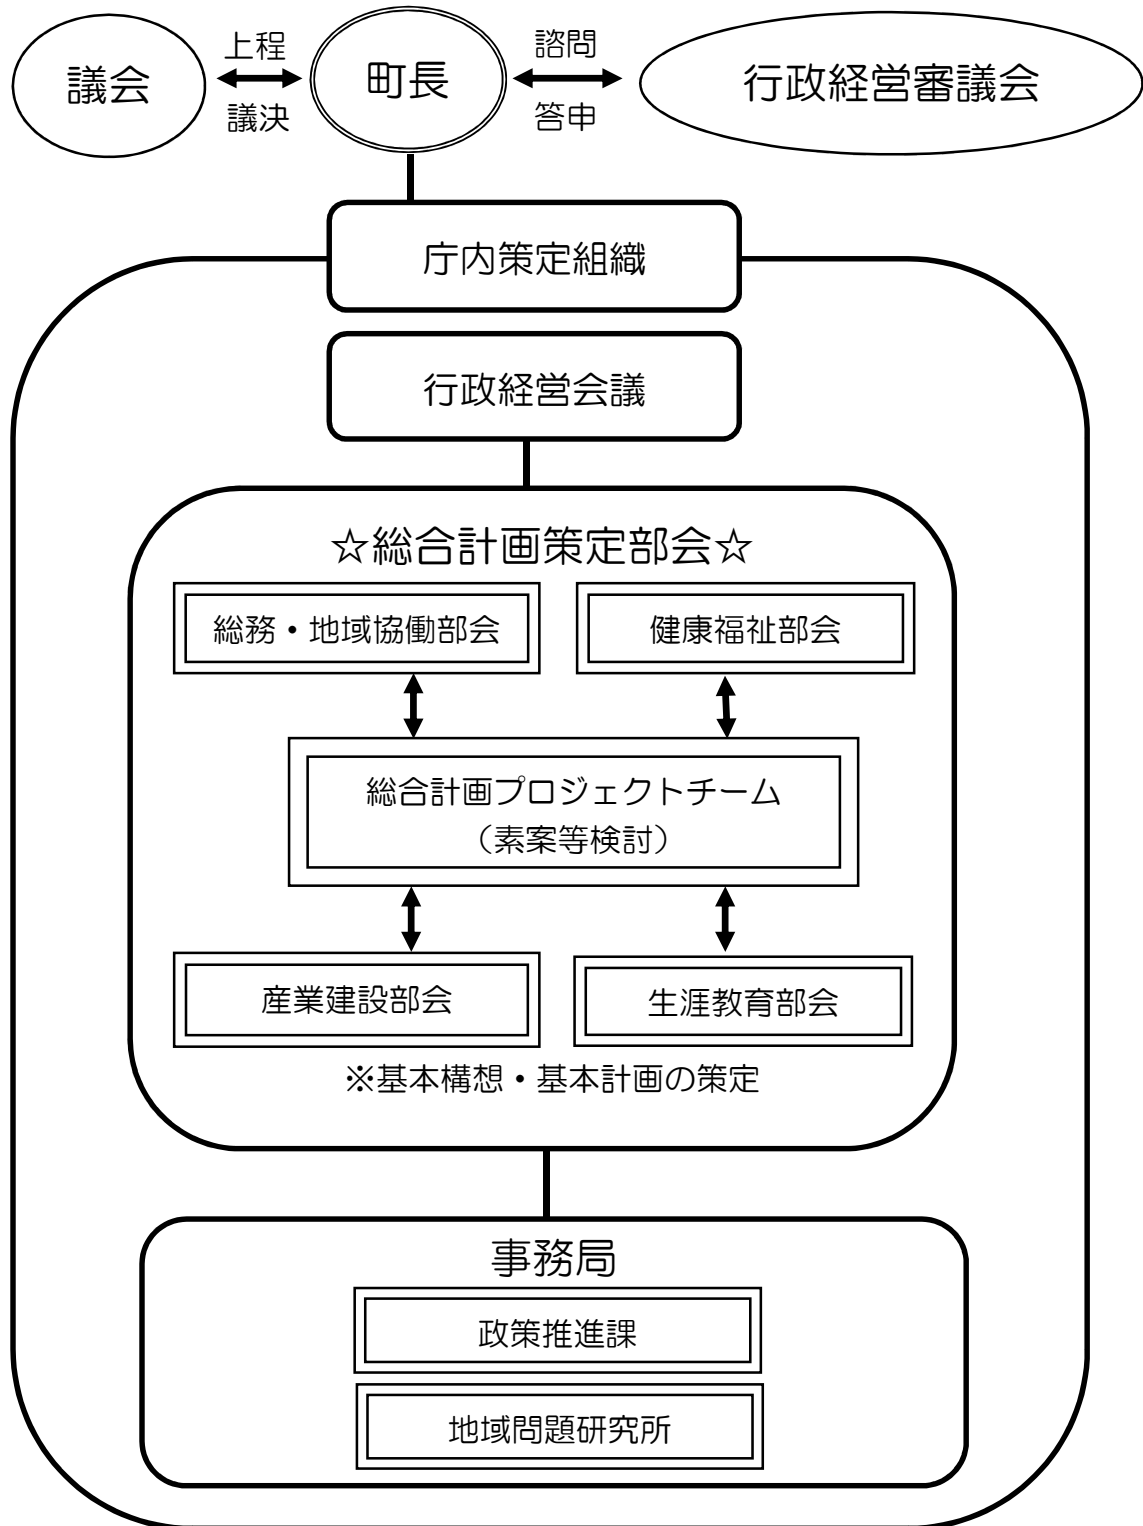 議会
上程
議決
町長
諮問
答申
行政経営審議会
庁内策定組織
行政経営会議
☆総合計画策定部会☆
総務・地域協働部会
健康福祉部会
総合計画プロジェクトチーム
（素案等検討）
産業建設部会
生涯教育部会
※基本構想・基本計画の策定
事務局
政策推進課
地域問題研究所